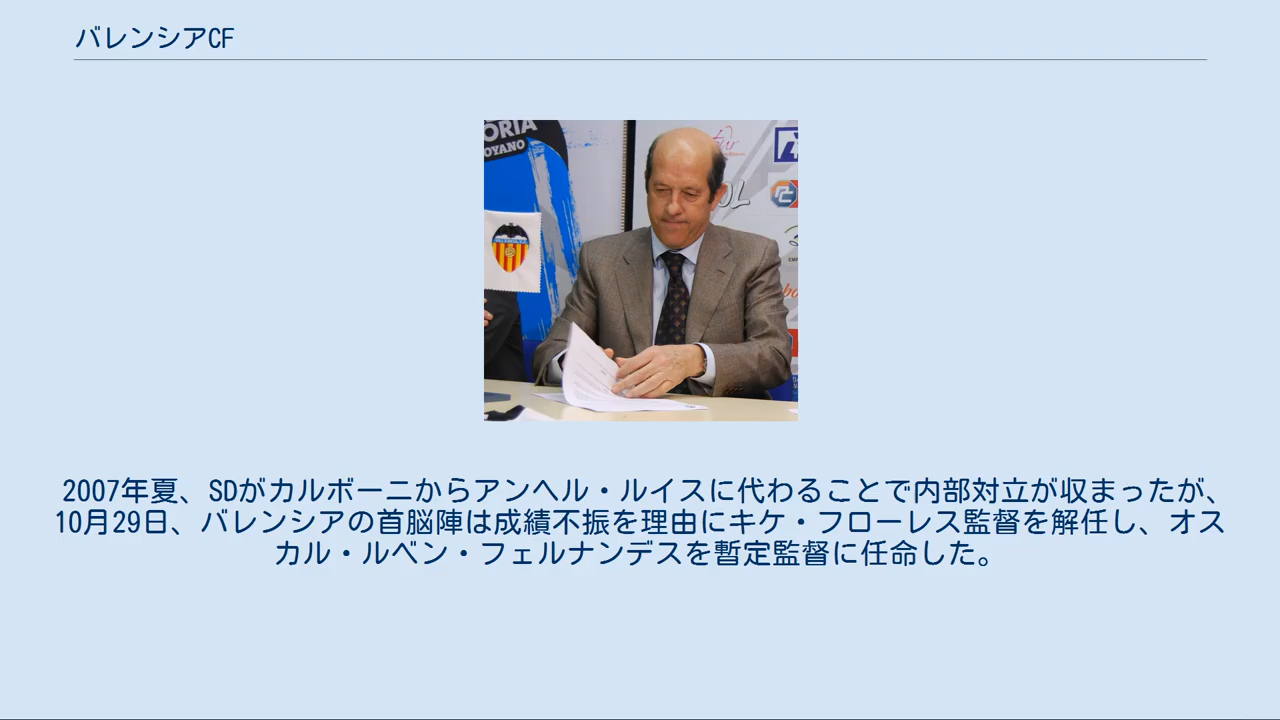 バレンシアCF
ORIA
OYANO
OL
2007年夏、SDがカルボーニからアンヘル・ルイスに代わることで内部対立が収まったが、
10月29日、バレンシアの首脳陣は成績不振を理由にキケ・フローレス監督を解任し、オス
カル・ルベン・フェルナンデスを暫定監督に任命した。